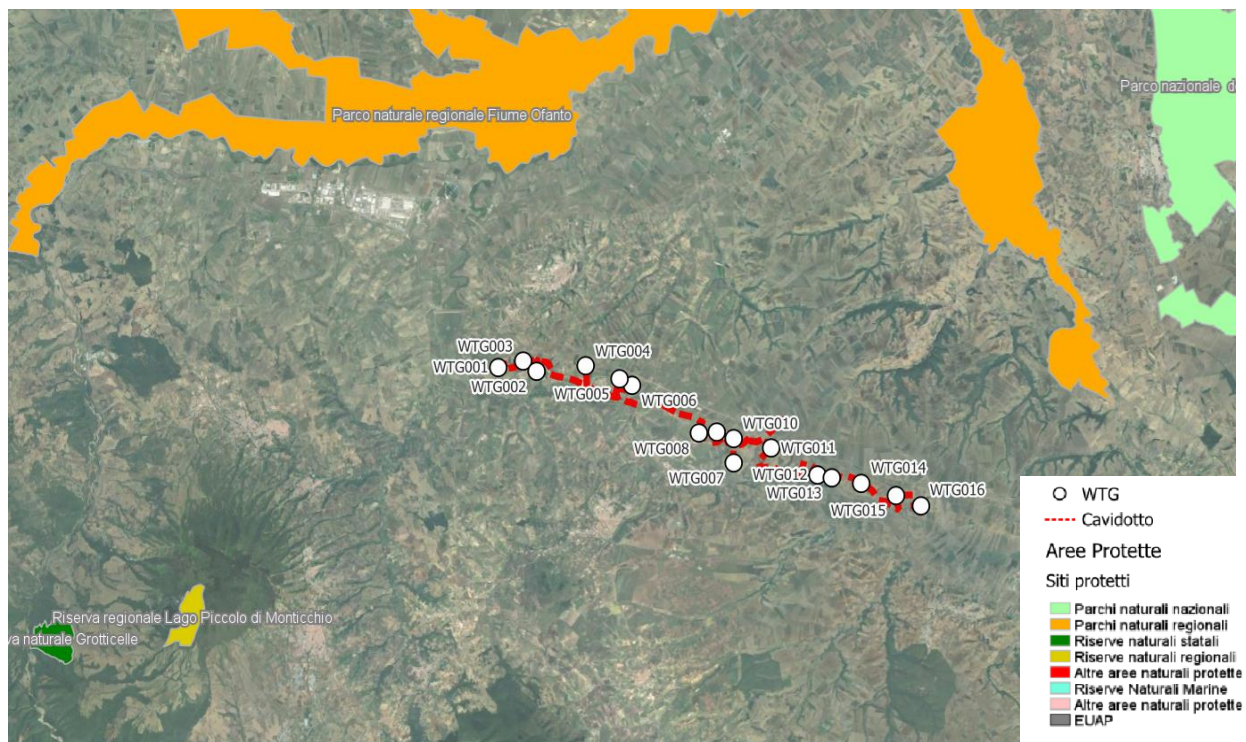 Parco nazionale d
Parco naturale regionale Fiume Ofanto
WTG003
WTG004
WTG001
WTG002
WTG005
WTG006
WTG010
WTG008
WTG011
WTG007
WTG012
WTG014
WTG013
WTG016
WTG015
Riserva regionale Lago Piccolo di Monticchio
va naturale Grotticelle
WTG
Cavidotto
Aree Protette
Siti protetti
Parchi naturali nazionali
Parchi naturali regionali
Riserve naturali statali
Riserve naturali regionali
Altre aree naturali protette
Riserve Naturali Marine
Altre aree naturali protette
EUAP